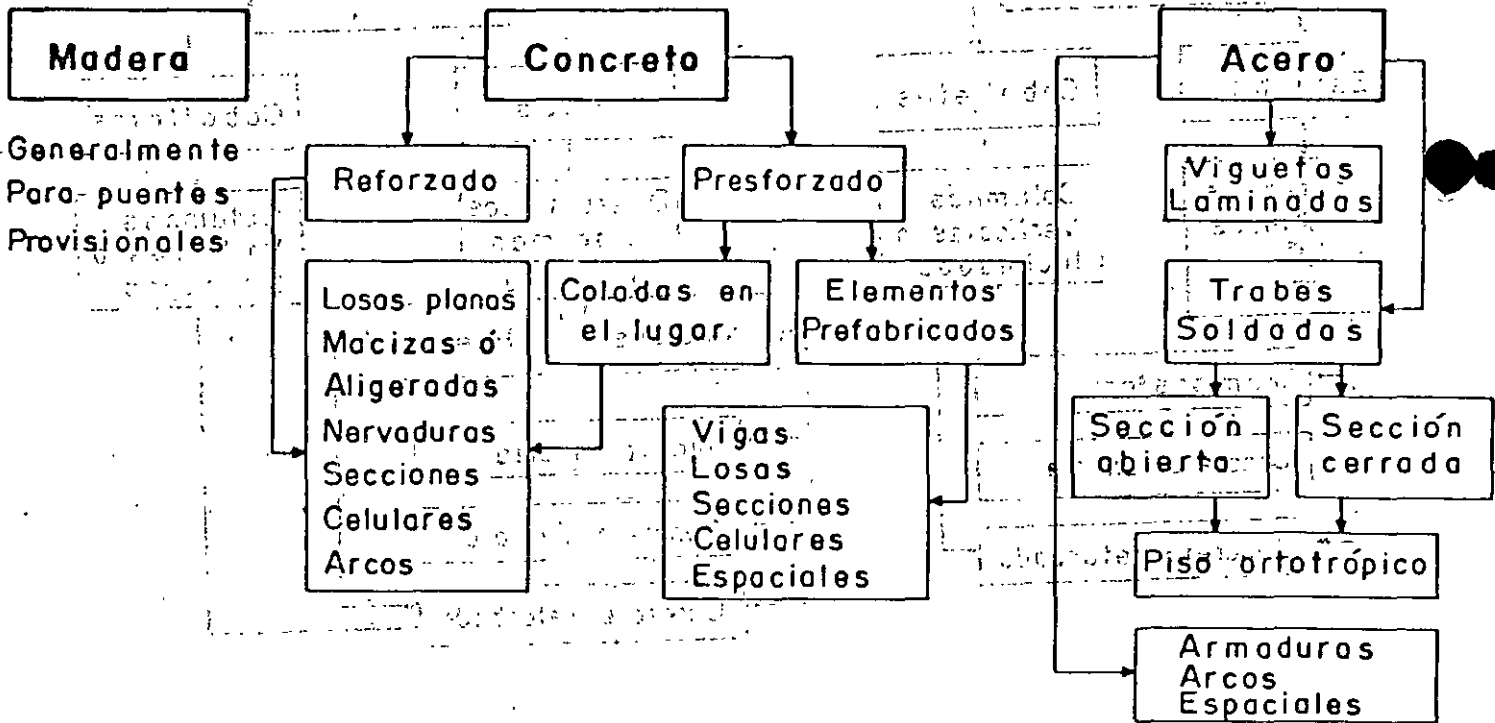 Madera
Generalmente
Para puentes
Provisionales
Concreto
Reforzado
Losas planas
Macizas ó
Aligeradas
Nervaduras
Secciones
Celulares
Arcos
Presforzado
Coladas en
el lugar
Elementos
Prefabricados
Vigas
Losas
Secciones
Celulares
Espaciales
Acero
Viguetas
Laminadas
Trabes
Soldadas
Sección
abierta
Sección
cerrada
Piso ortotrópico
Armaduras
Arcos
Espaciales